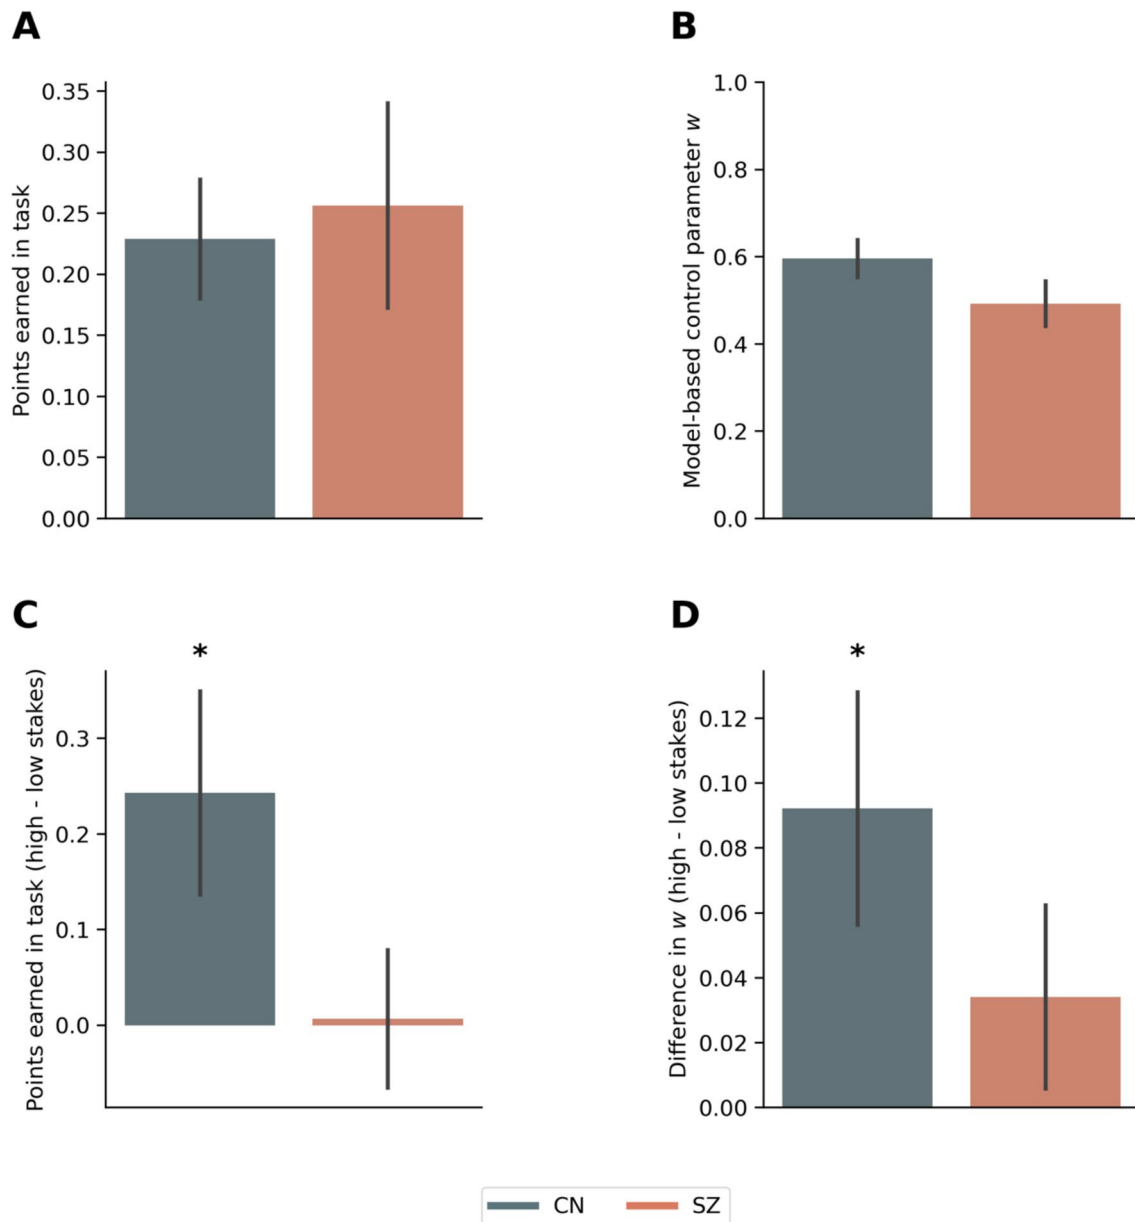 A
Points earned in task
0.35
0.30
0.25
0.20
0.15
0.10
0.05
0.00
B
Model-based control parameter w
1.0
0.8
0.6
0.4
0.2
0.0
C
Points earned in task (high - low stakes)
*
0.3
0.2
0.1
0.0
D
Difference in w (high - low stakes)
*
0.12
0.10
0.08
0.06
0.04
0.02
0.00
CN
SZ